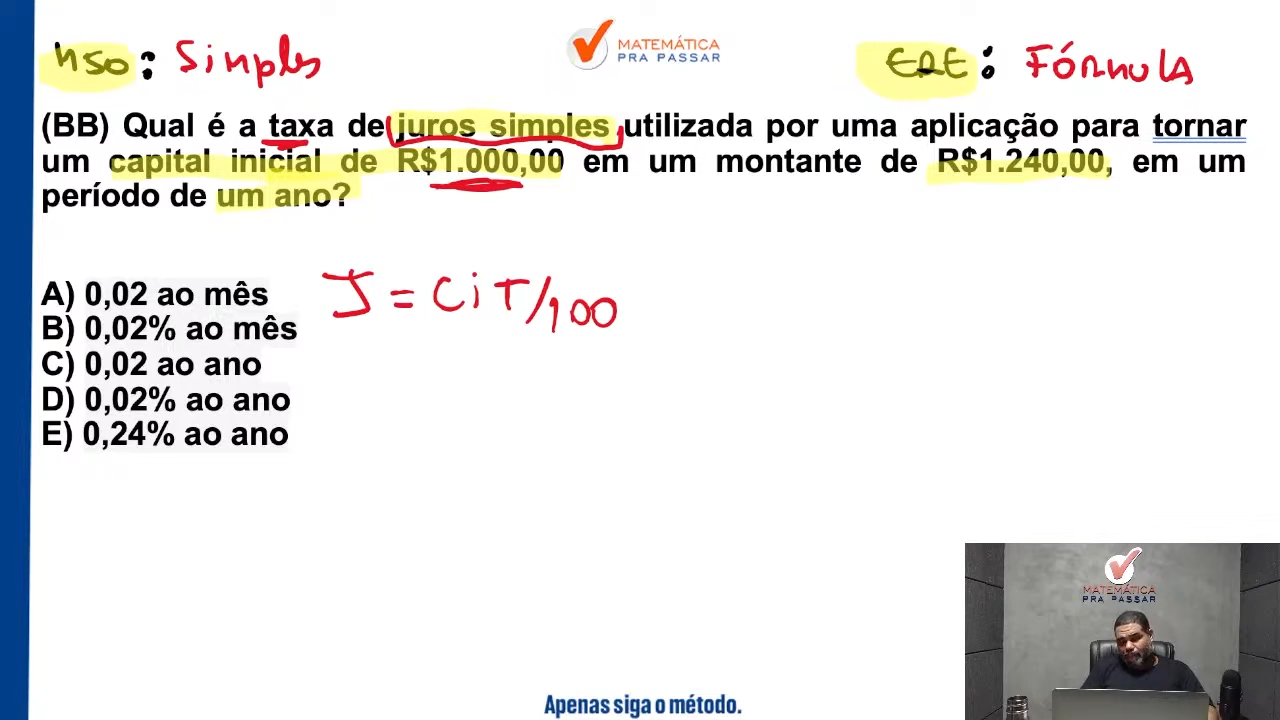 MATEMÁTICA
PRA PASSAR
: Simples
: FÓRMULA
(BB) Qual é a taxa de juros simples utilizada por uma aplicação para tornar
um capital inicial de R$1.000,00 em um montante de R$1.240,00, em um
período de um ano?
A) 0,02 ao mês
J = CiT/100
B) 0,02% ao mês
C) 0,02 ao ano
D) 0,02% ao ano
E) 0,24% ao ano
MATEMÁTICA
PRA PASSAR
Apenas siga o método.